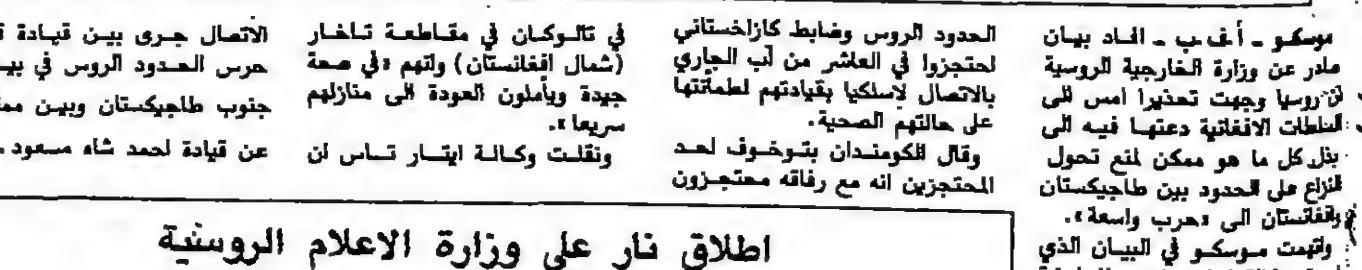 موسكو ـ أ ف ب ـ افاد بيان
صادر عن وزارة الخارجية الروسية
ان روسيا وجهت تحذيرا امس الى
السلطات الافغانية دعتها فيه الى
بذل كل ما هو ممكن لمنع تحول
النزاع على الحدود بين طاجيكستان
وافغانستان الى «حرب واسعة».
واتهمت موسكو في البيان الذي
الحدود الروس وضابط كازاخستاني
احتجزوا في العاشر من آب الجاري
بالاتصال لاسلكيا بقيادتهم لطمأنتها
على حالتهم الصحية.
وقال الكومندان بتوخوف احد
المحتجزين انه مع رفاقه محتجزون
في تالوكان في مقاطعة تاخار
(شمال افغانستان) وانهم «في صحة
جيدة ويأملون العودة الى منازلهم
سريعا».
ونقلت وكالة ايتار تاس ان
الاتصال جرى بين قيادة
حرس الحدود الروس في
جنوب طاجيكستان وبين
عن قيادة احمد شاه مسعود.
اطلاق نار على وزارة الاعلام الروسية